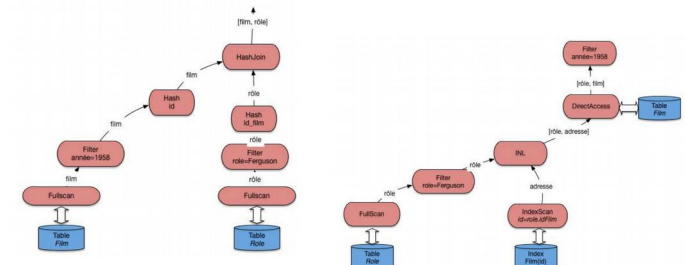 [film, rôle]
HashJoin
film
rôle
Hash
id
Hash
id_film
film
rôle
Filter
année=1958
Filter
role=Ferguson
film
rôle
Fullscan
Fullscan
Table
Film
Table
Role
Filter
année=1958
[rôle, film]
DirectAccess
Table
Film
[rôle, adresse]
INL
rôle
Filter
role=Ferguson
adresse
rôle
FullScan
IndexScan
id=role.idFilm
Table
Role
Index
Film(id)